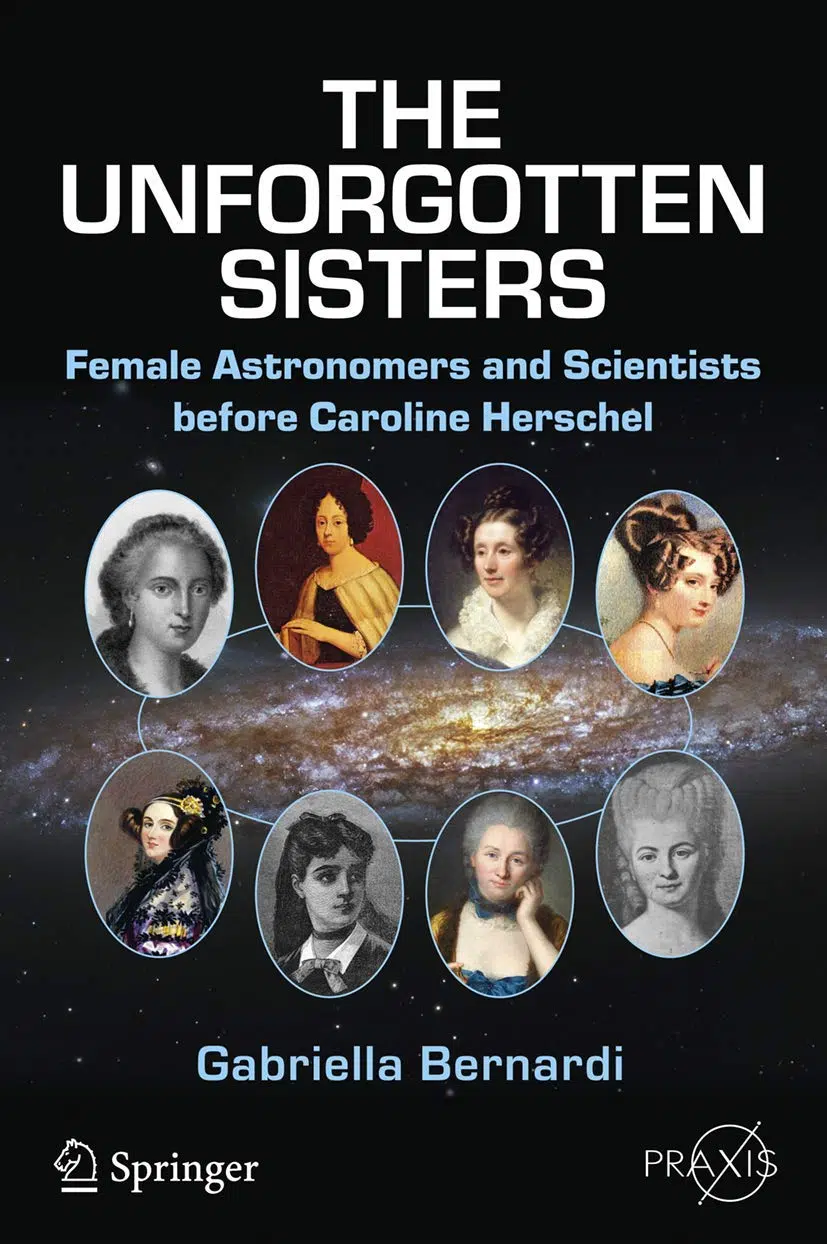 THE
UNFORGOTTEN
SISTERS
Female Astronomers and Scientists
before Caroline Herschel
Gabriella Bernardi
Springer
PRAXIS